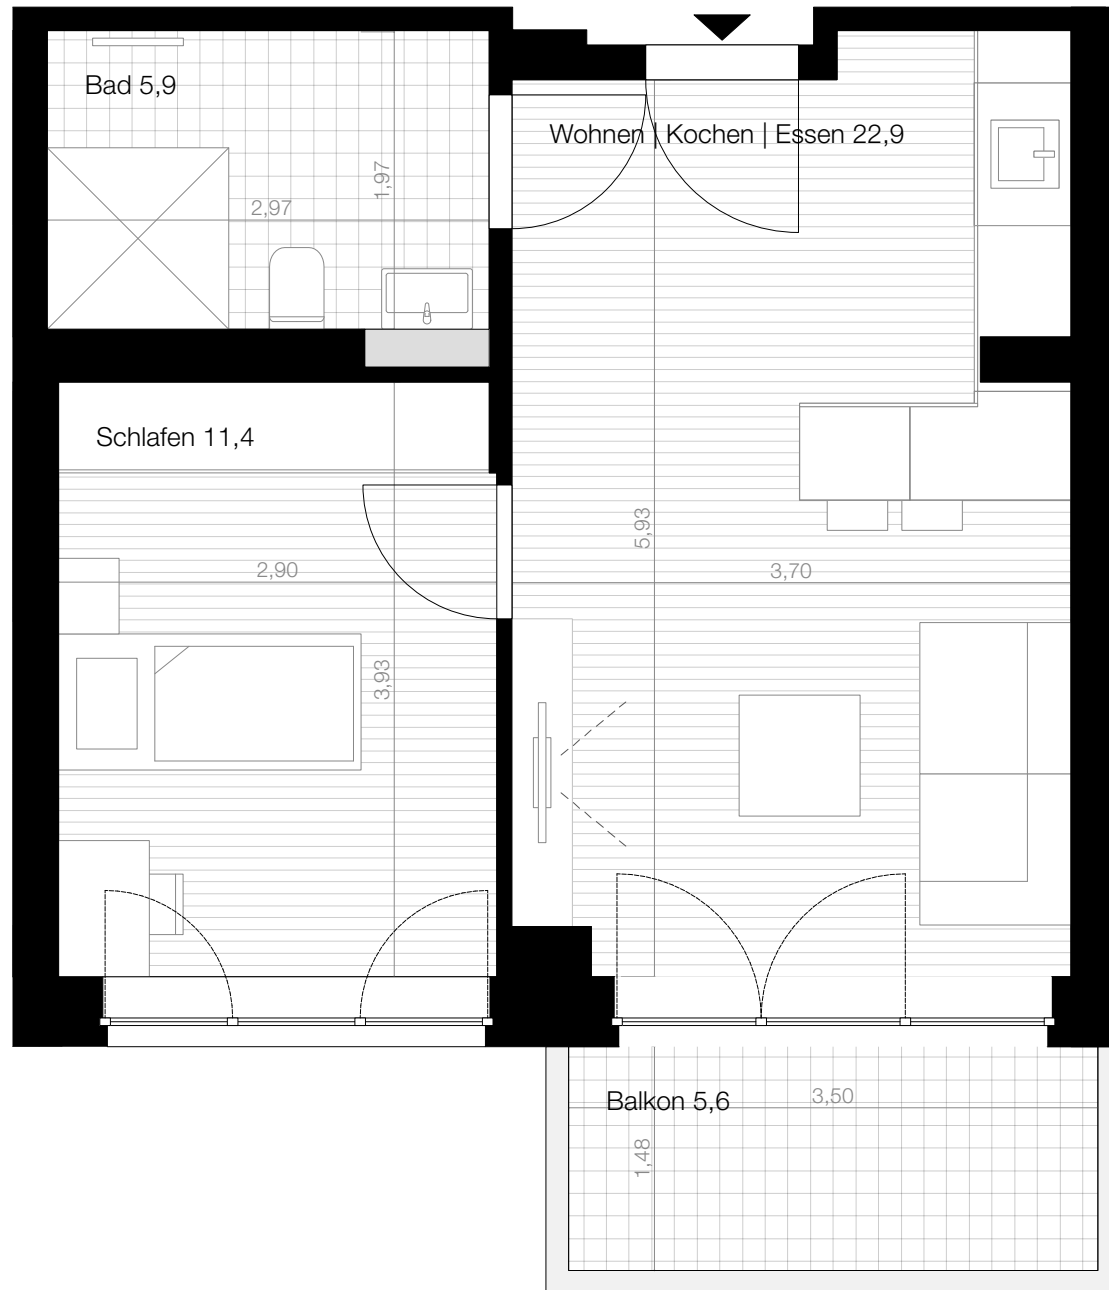 Bad 5,9
Wohnen | Kochen | Essen 22,9
1,97
2,97
Schlafen 11,4
5,93
2,90
3,70
3,93
Balkon 5,6
3,50
1,48